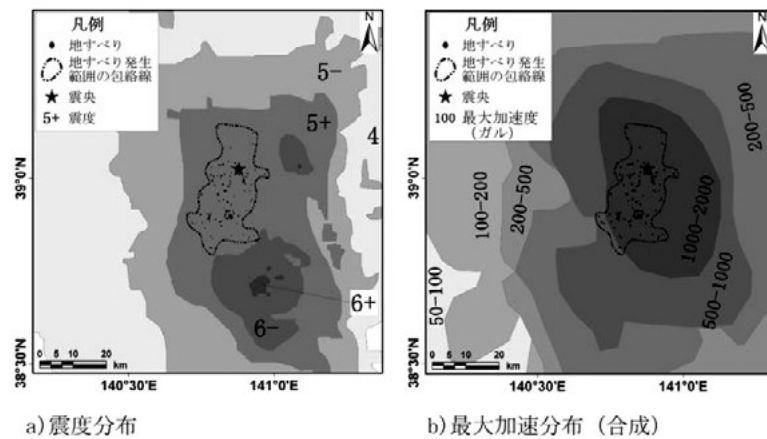 凡例
地すべり
地すべり発生
範囲の包絡線
震央
5+ 震度
N
5-
5+
4
6+
6-
39°0'N
38°30'N
0 5 10 20
km
140°30'E
141°0'E
a)震度分布
凡例
地すべり
地すべり発生
範囲の包絡線
震央
100 最大加速度
(ガル)
N
200-500
100-200
200-500
1000-2000
500-1000
50-100
39°0'N
38°30'N
0 5 10 20
km
140°30'E
141°0'E
b)最大加速分布(合成)